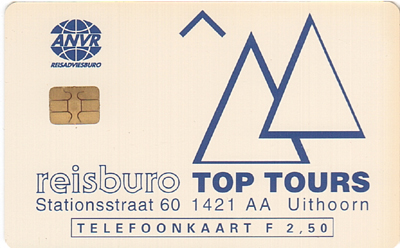 ANVR
REISADVIESBURO
reisburo TOP TOURS
Stationsstraat 60 1421 AA Uithoorn
TELEFOONKAART F 2,50